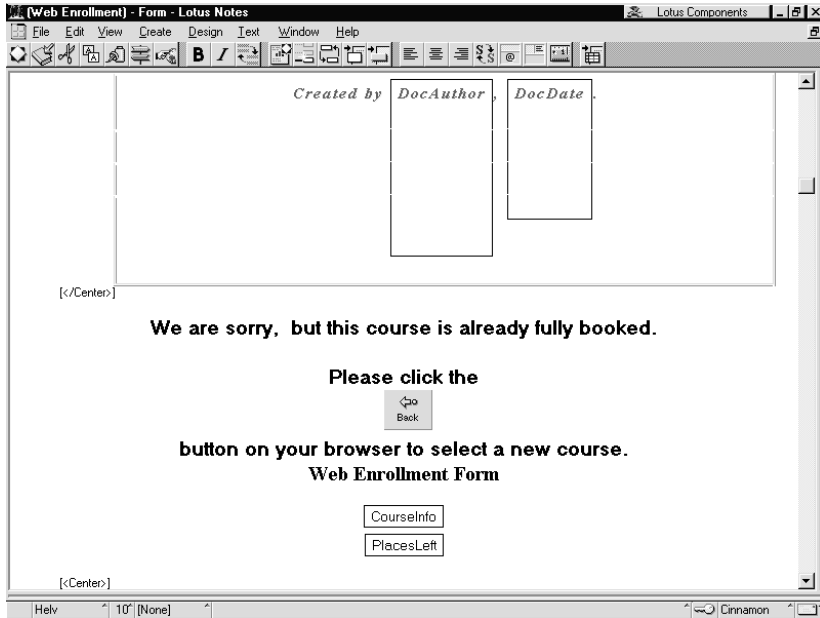 (Web Enrollment) - Form - Lotus Notes Lotus Components
File Edit View Create Design Text Window Help
B I S S @
Created by DocAuthor , DocDate .
[</Center>]
We are sorry, but this course is already fully booked.
Please click the
Back
button on your browser to select a new course.
Web Enrollment Form
CourseInfo
PlacesLeft
[<Center>]
Helv 10 [None] Cinnamon